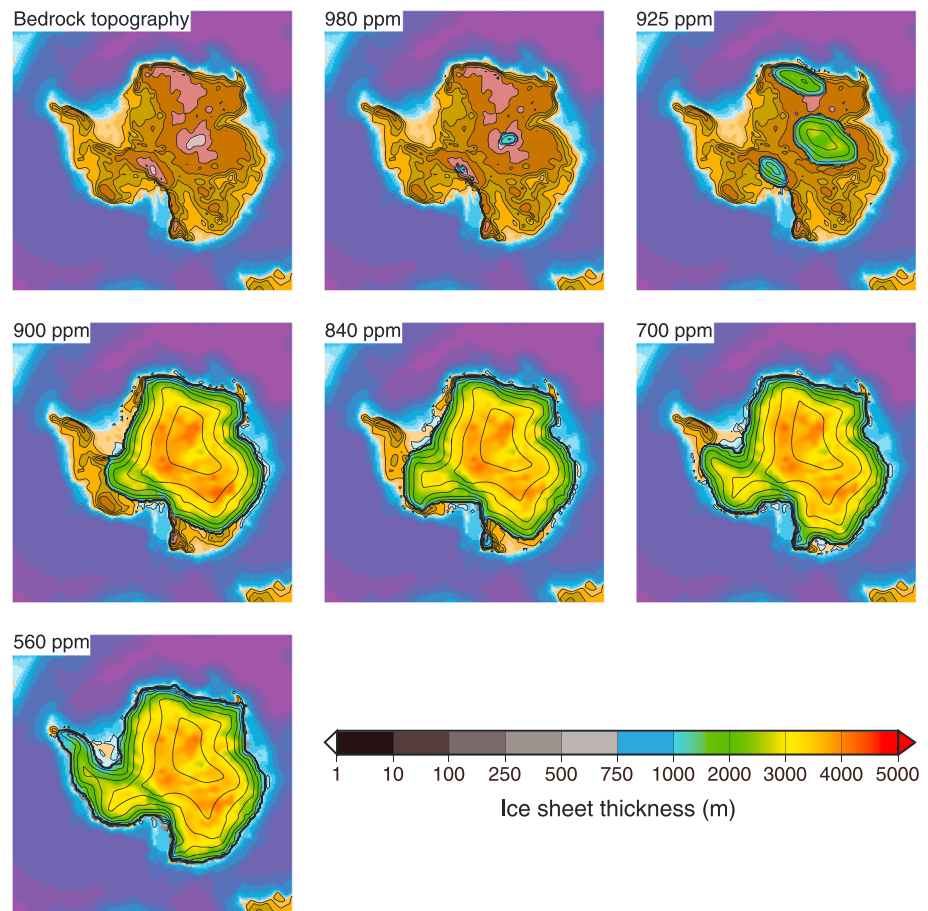 Bedrock topography
980 ppm
925 ppm
900 ppm
840 ppm
700 ppm
560 ppm
1 10 100 250 500 750 1000 2000 3000 4000 5000
Ice sheet thickness (m)